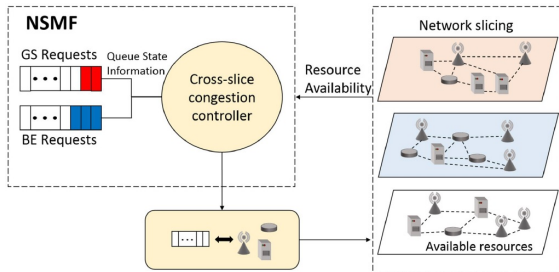 NSMF
GS Requests
Queue State
Information
BE Requests
Cross-slice
congestion
controller
Resource
Availability
Network slicing
Available resources